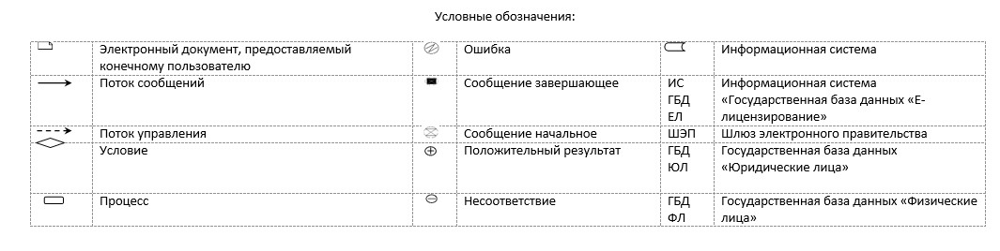 Условные обозначения:
Электронный документ, предоставляемый
конечному пользователю
Ошибка
Информационная система
Поток сообщений
Сообщение завершающее
ИС
ГБД
ЕЛ
Информационная система
«Государственная база данных «Е-
лицензирование»
Поток управления
Сообщение начальное
ШЭП
Шлюз электронного правительства
Условие
Положительный результат
ГБД
ЮЛ
Государственная база данных
«Юридические лица»
Процесс
Несоответствие
ГБД
ФЛ
Государственная база данных «Физические
лица»